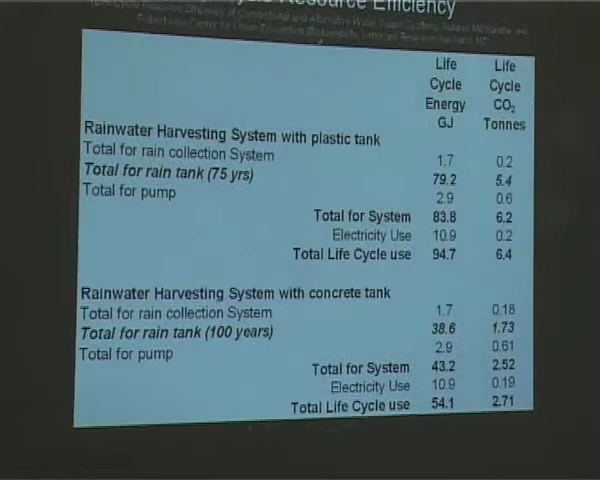 Resource Efficiency
Life Life
Cycle Cycle
Energy CO₂
GJ Tonnes
Rainwater Harvesting System with plastic tank
Total for rain collection System 1.7 0.2
Total for rain tank (75 yrs) 79.2 5.4
Total for pump 2.9 0.6
Total for System 83.8 6.2
Electricity Use 10.9 0.2
Total Life Cycle use 94.7 6.4
Rainwater Harvesting System with concrete tank
Total for rain collection System 1.7 0.18
Total for rain tank (100 years) 38.6 1.73
Total for pump 2.9 0.61
Total for System 43.2 2.52
Electricity Use 10.9 0.19
Total Life Cycle use 54.1 2.71